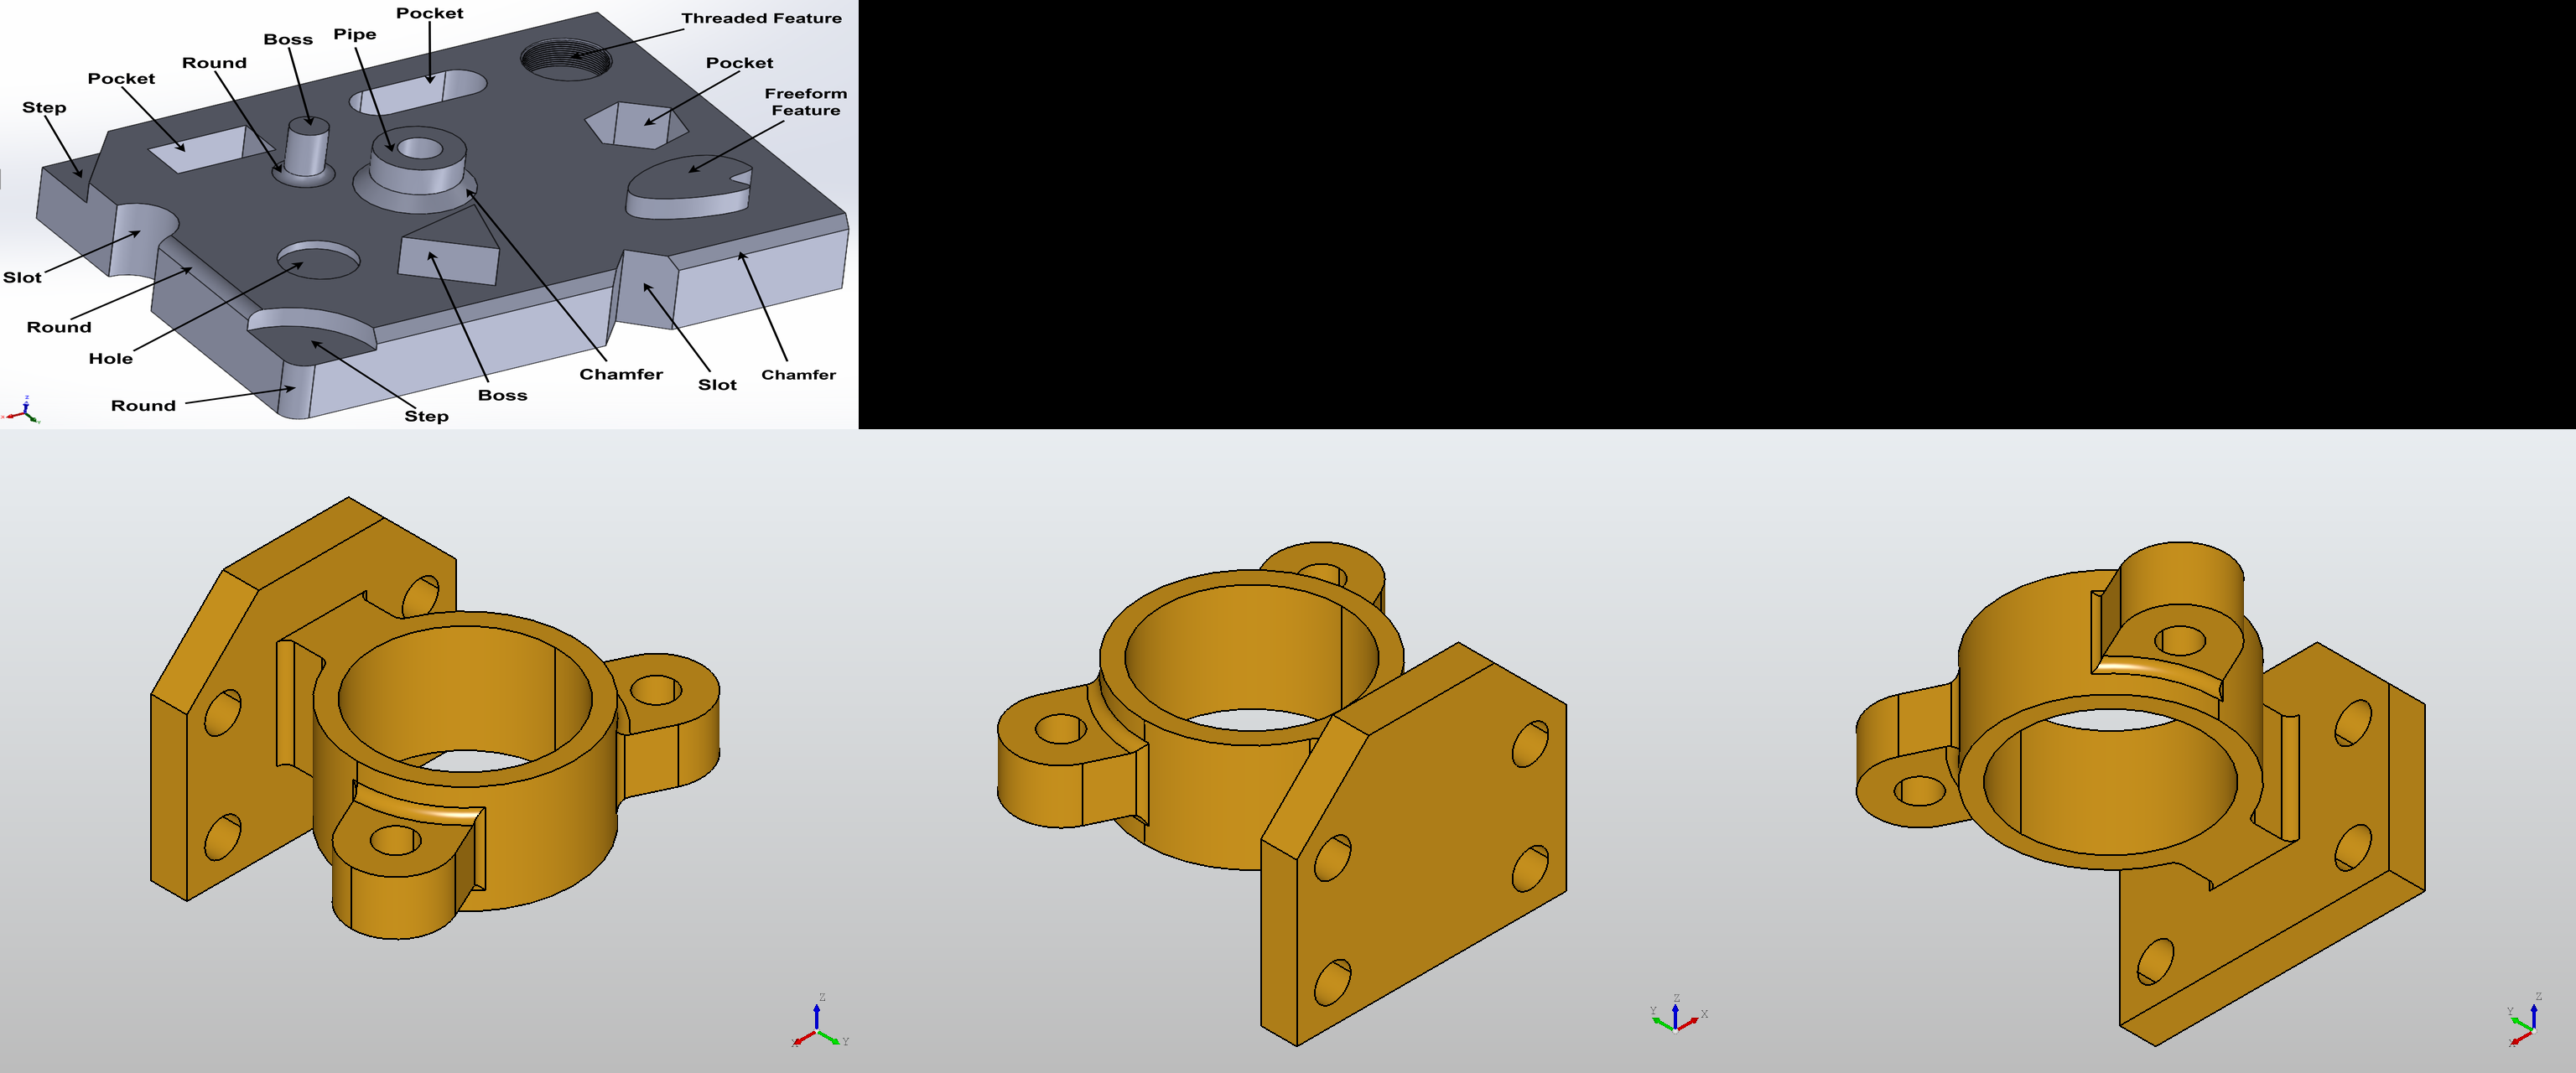 Pocket
Threaded Feature
Boss
Pipe
Round
Pocket
Pocket
Freeform
Feature
Step
Slot
Round
Hole
Chamfer
Slot
Chamfer
Boss
Round
Step
Z
Z
X
Y
Z
Y
X
Z
Y
X